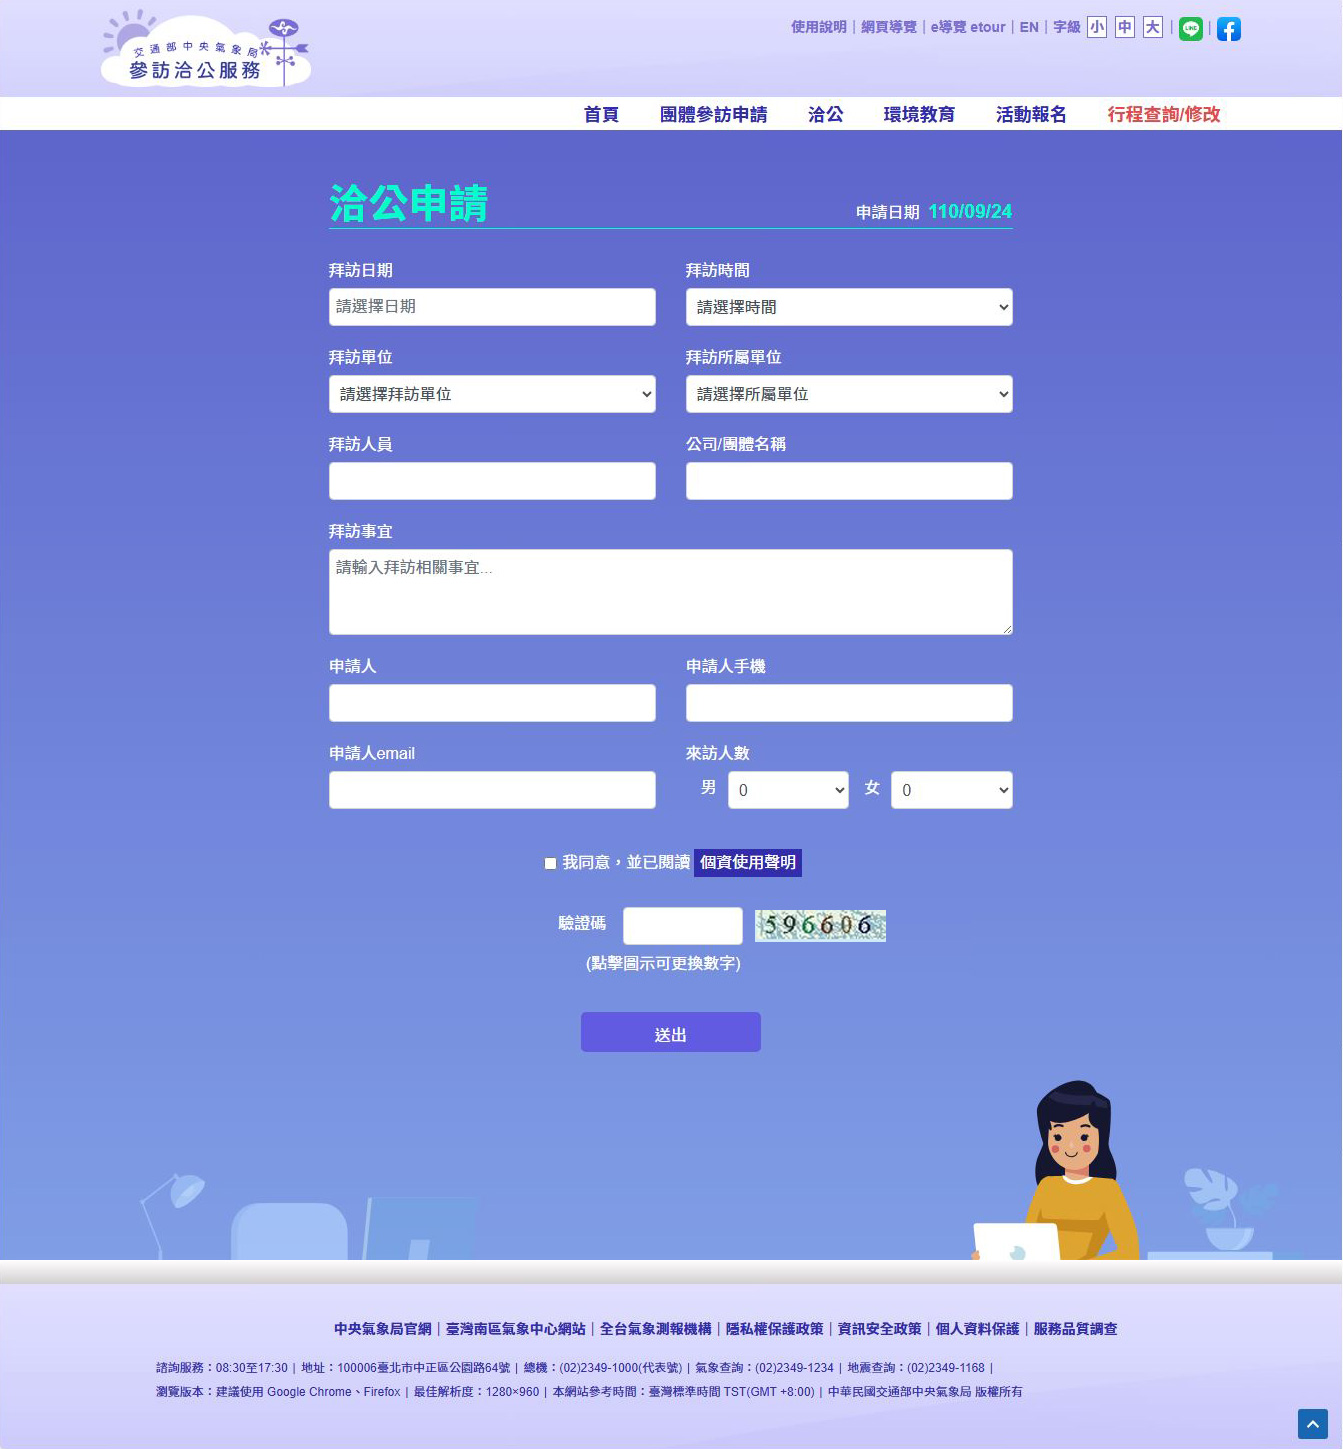 交通部中央氣象局
參訪洽公服務
使用說明 | 網頁導覽 | e導覽 etour | EN | 字級 小 中 大 | LINE |
首頁 團體參訪申請 洽公 環境教育 活動報名 行程查詢/修改
洽公申請 申請日期 110/09/24
拜訪日期 拜訪時間
請選擇日期 請選擇時間
拜訪單位 拜訪所屬單位
請選擇拜訪單位 請選擇所屬單位
拜訪人員 公司/團體名稱
拜訪事宜
請輸入拜訪相關事宜...
申請人 申請人手機
申請人email 來訪人數
男 0 女 0
我同意，並已閱讀 個資使用聲明
驗證碼 596606
(點擊圖示可更換數字)
送出
中央氣象局官網 | 臺灣南區氣象中心網站 | 全台氣象測報機構 | 隱私權保護政策 | 資訊安全政策 | 個人資料保護 | 服務品質調查
諮詢服務：08:30至17:30 | 地址：100006臺北市中正區公園路64號 | 總機：(02)2349-1000(代表號) | 氣象查詢：(02)2349-1234 | 地震查詢：(02)2349-1168 |
瀏覽版本：建議使用 Google Chrome、Firefox | 最佳解析度：1280×960 | 本網站參考時間：臺灣標準時間 TST(GMT +8:00) | 中華民國交通部中央氣象局 版權所有